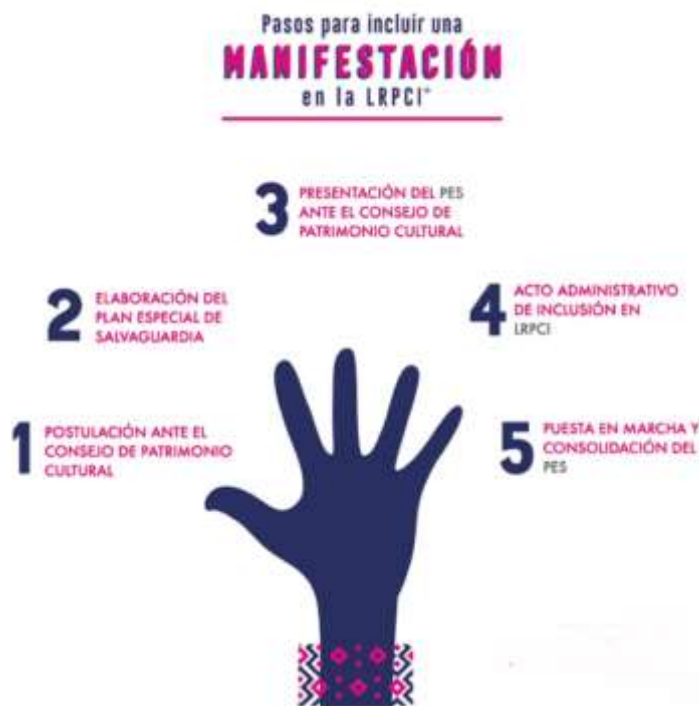 Pasos para incluir una
MANIFESTACIÓN
en la LRPCI*
3
PRESENTACIÓN DEL PES
ANTE EL CONSEJO DE
PATRIMONIO CULTURAL
2
ELABORACIÓN DEL
PLAN ESPECIAL DE
SALVAGUARDIA
4
ACTO ADMINISTRATIVO
DE INCLUSIÓN EN
LRPCI
1
POSTULACIÓN ANTE EL
CONSEJO DE PATRIMONIO
CULTURAL
5
PUESTA EN MARCHA Y
CONSOLIDACIÓN DEL
PES